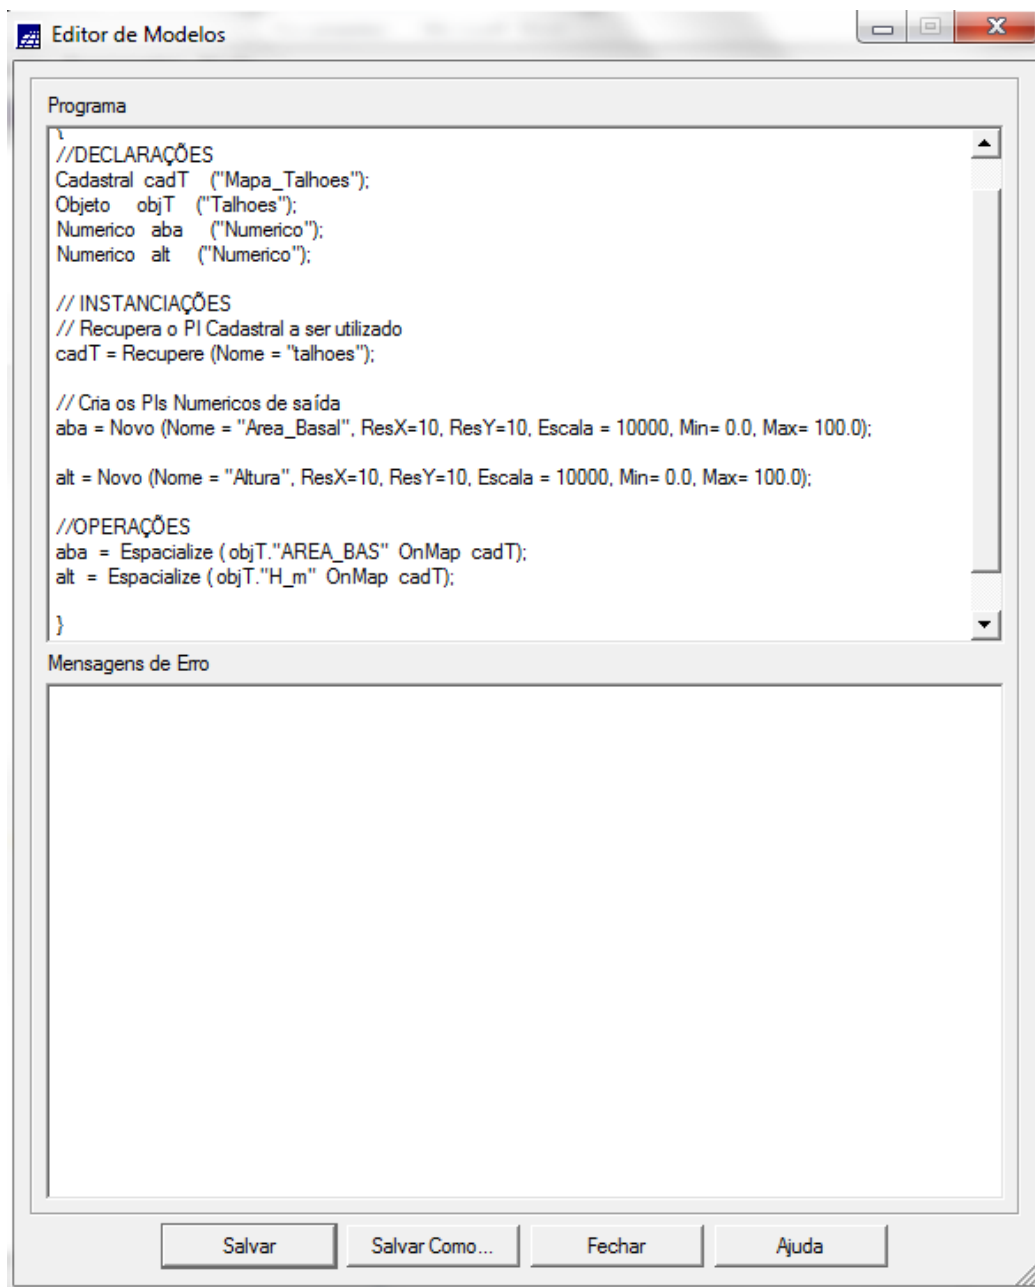 Editor de Modelos
Programa
{
//DECLARAÇÕES
Cadastral cadT ("Mapa_Talhoes");
Objeto objT ("Talhoes");
Numerico aba ("Numerico");
Numerico alt ("Numerico");
// INSTANCIAÇÕES
// Recupera o PI Cadastral a ser utilizado
cadT = Recupere (Nome = "talhoes");
// Cria os PIs Numericos de saída
aba = Novo (Nome = "Area_Basal", ResX=10, ResY=10, Escala = 10000, Min= 0.0, Max= 100.0);
alt = Novo (Nome = "Altura", ResX=10, ResY=10, Escala = 10000, Min= 0.0, Max= 100.0);
//OPERAÇÕES
aba = Espacialize ( objT."AREA_BAS" OnMap cadT);
alt = Espacialize ( objT."H_m" OnMap cadT);
}
Mensagens de Erro
Salvar Salvar Como... Fechar Ajuda